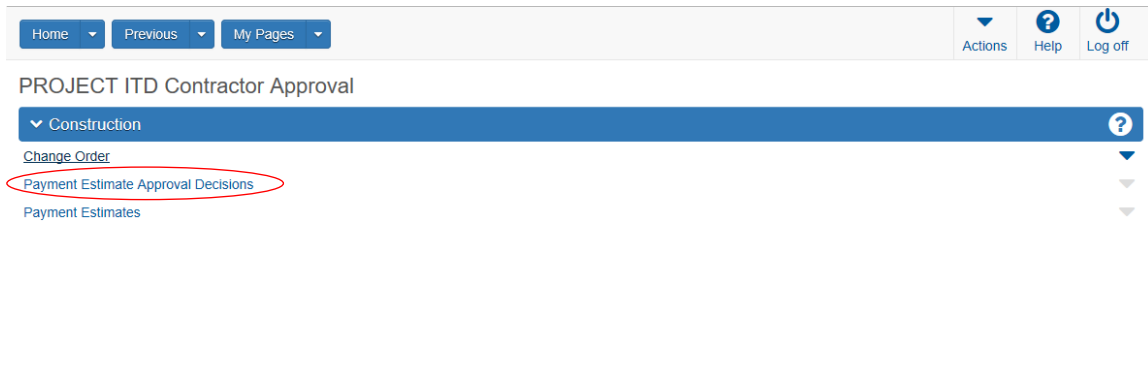 Home Previous My Pages Actions Help Log off
PROJECT ITD Contractor Approval
Construction
Change Order
Payment Estimate Approval Decisions
Payment Estimates